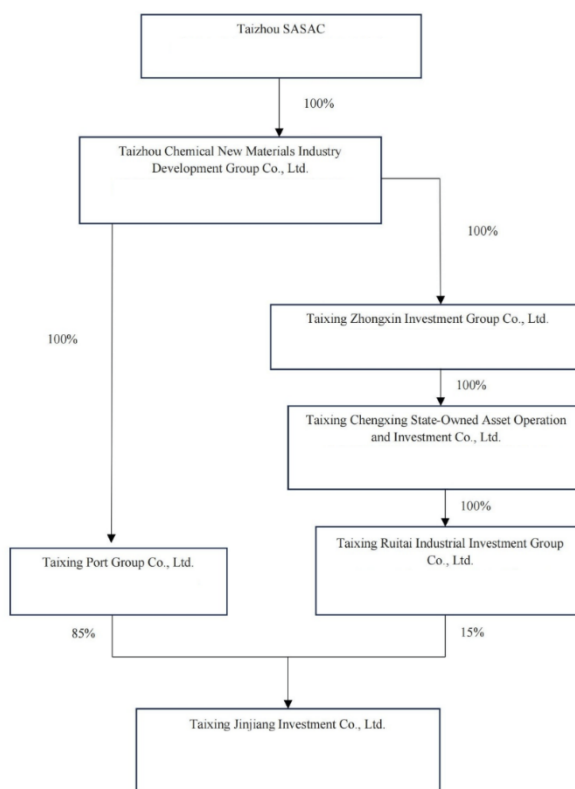 Taizhou SASAC
100%
Taizhou Chemical New Materials Industry
Development Group Co., Ltd.
100%
Taixing Zhongxin Investment Group Co., Ltd.
100%
100%
Taixing Chengxing State-Owned Asset Operation
and Investment Co., Ltd.
100%
Taixing Port Group Co., Ltd.
Taixing Ruitai Industrial Investment Group
Co., Ltd.
85%
15%
Taixing Jinjiang Investment Co., Ltd.